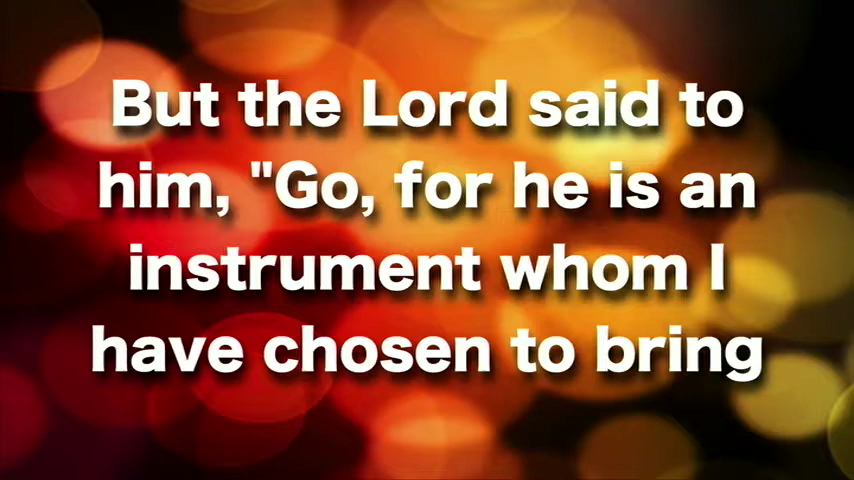 But the Lord said to
him, "Go, for he is an
instrument whom I
have chosen to bring